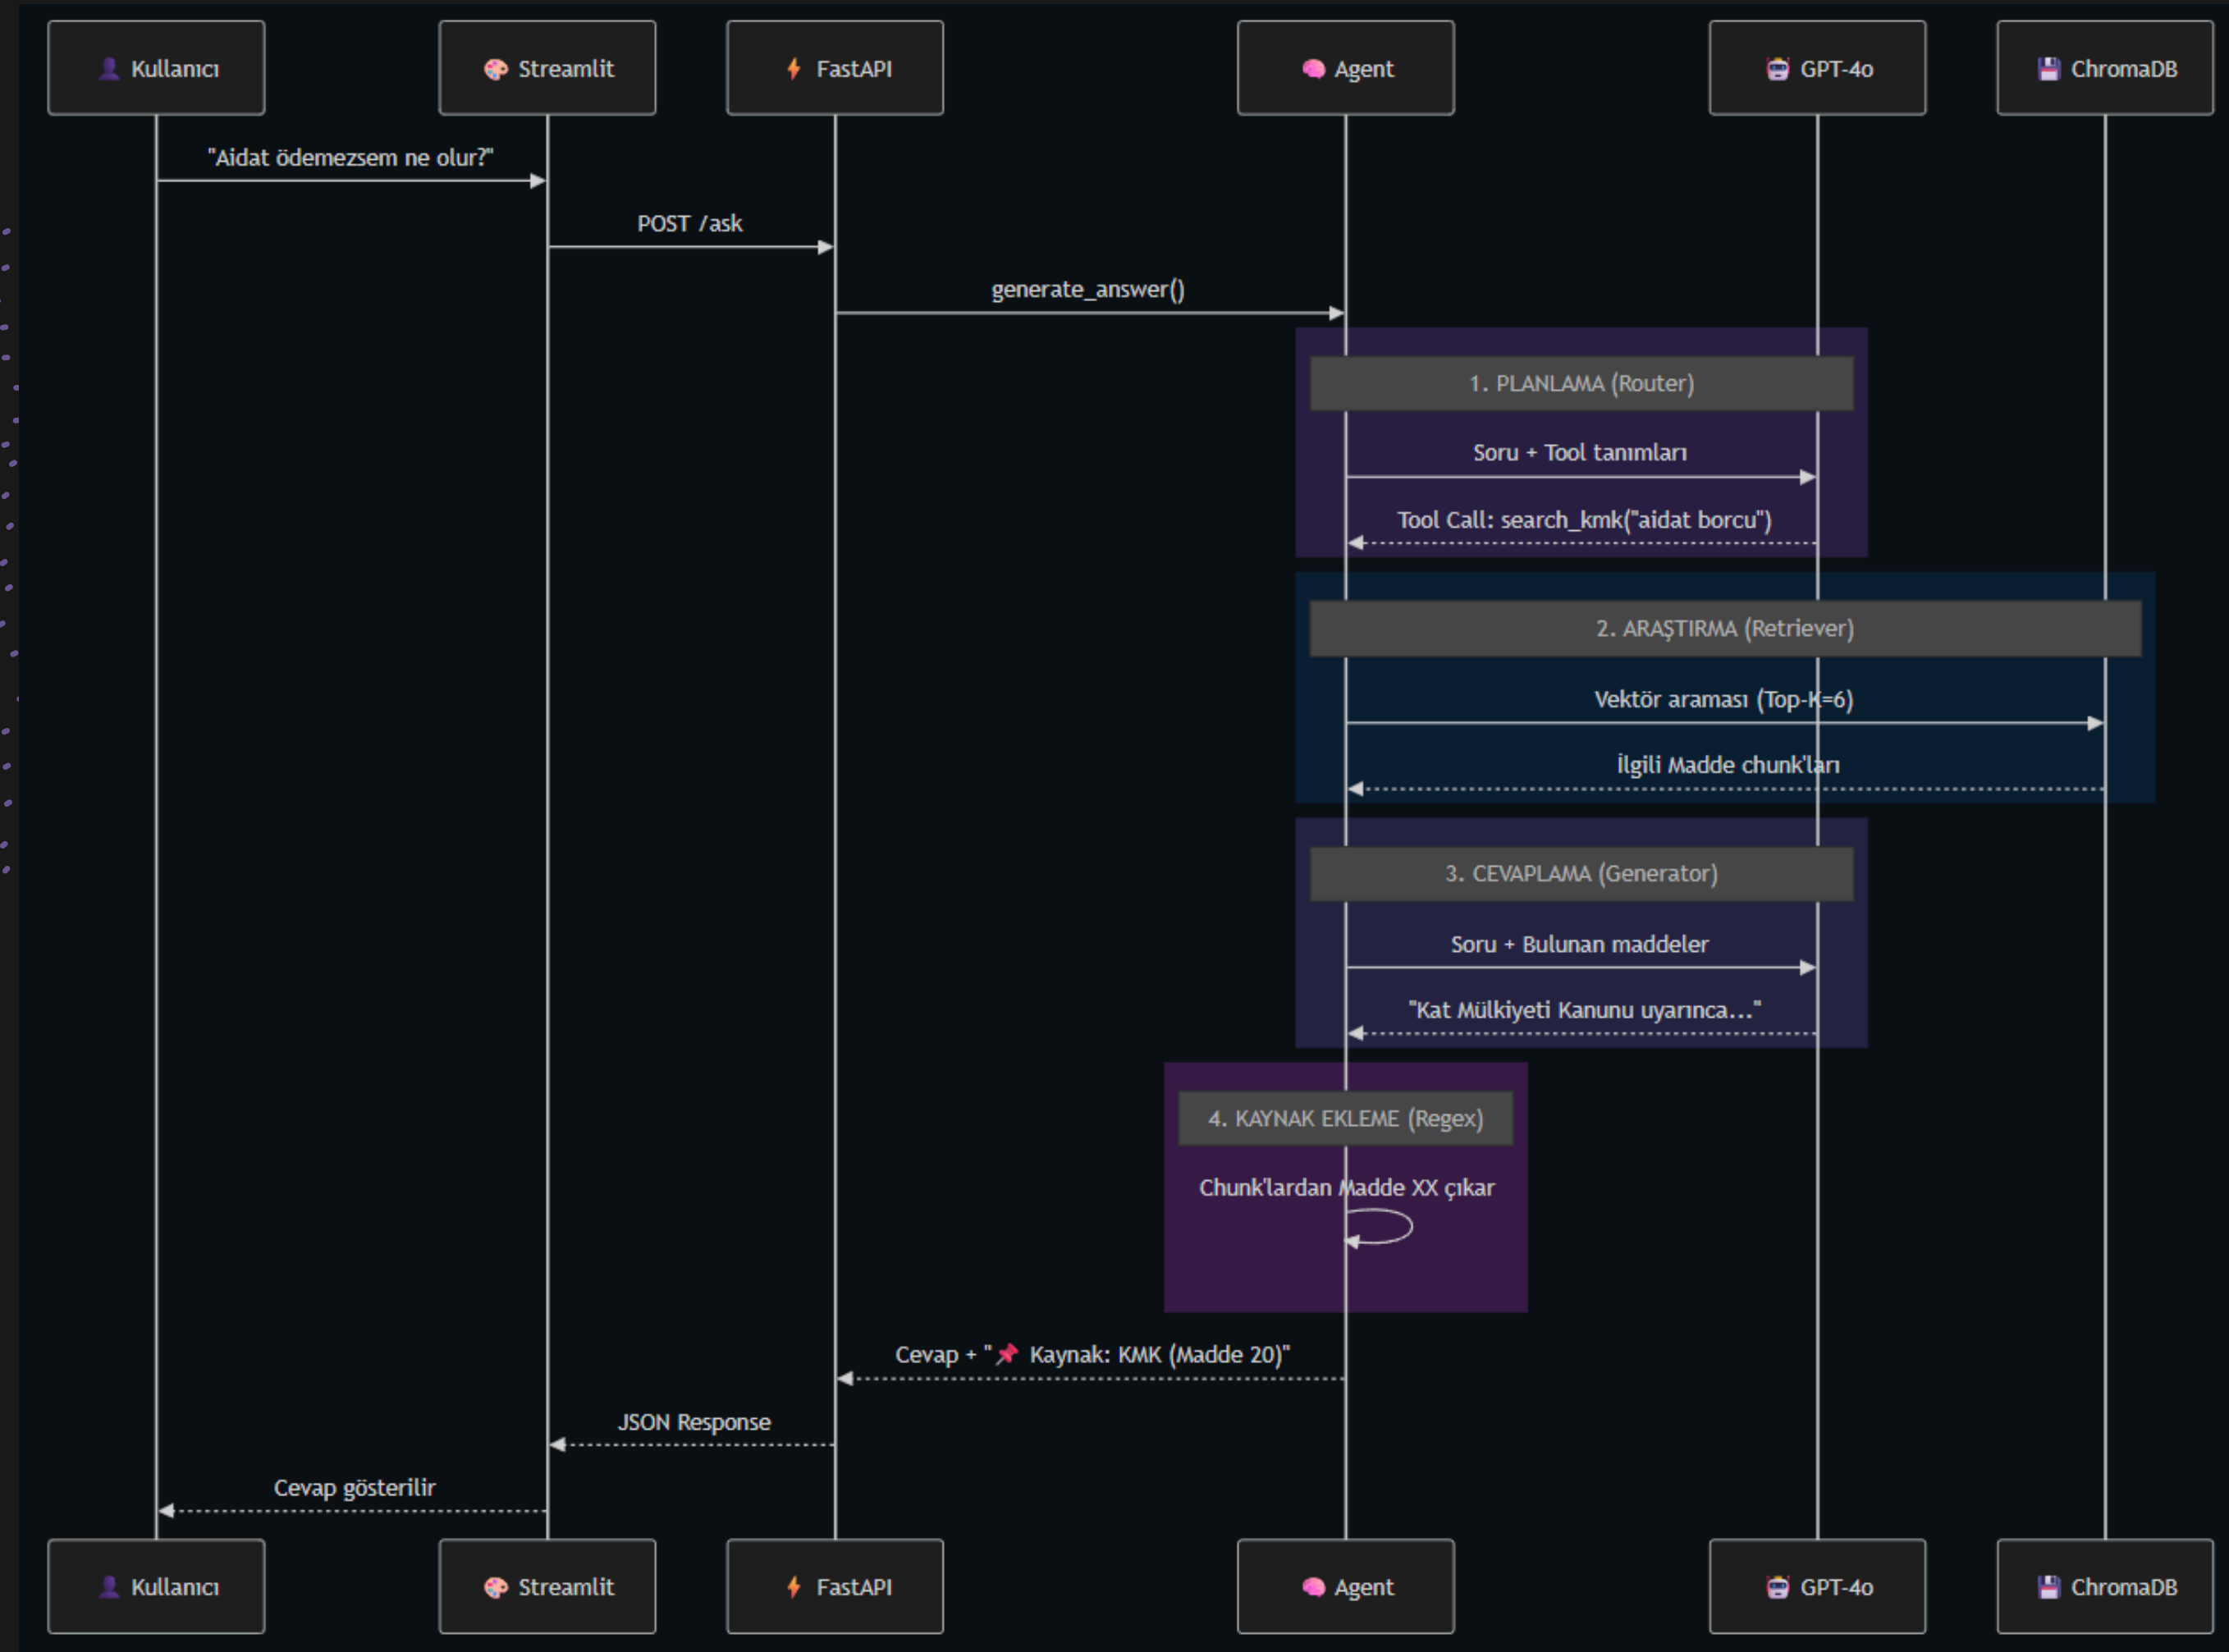 👤 Kullanıcı
🎨 Streamlit
⚡ FastAPI
🧠 Agent
🤖 GPT-4o
💾 ChromaDB
"Aidat ödemezsem ne olur?"
POST /ask
generate_answer()
1. PLANLAMA (Router)
Soru + Tool tanımları
Tool Call: search_kmk("aidat borcu")
2. ARAŞTIRMA (Retriever)
Vektör araması (Top-K=6)
İlgili Madde chunk'ları
3. CEVAPLAMA (Generator)
Soru + Bulunan maddeler
"Kat Mülkiyeti Kanunu uyarınca..."
4. KAYNAK EKLEME (Regex)
Chunk'lardan Madde XX çıkar
Cevap + "📌 Kaynak: KMK (Madde 20)"
JSON Response
Cevap gösterilir
👤 Kullanıcı
🎨 Streamlit
⚡ FastAPI
🧠 Agent
🤖 GPT-4o
💾 ChromaDB